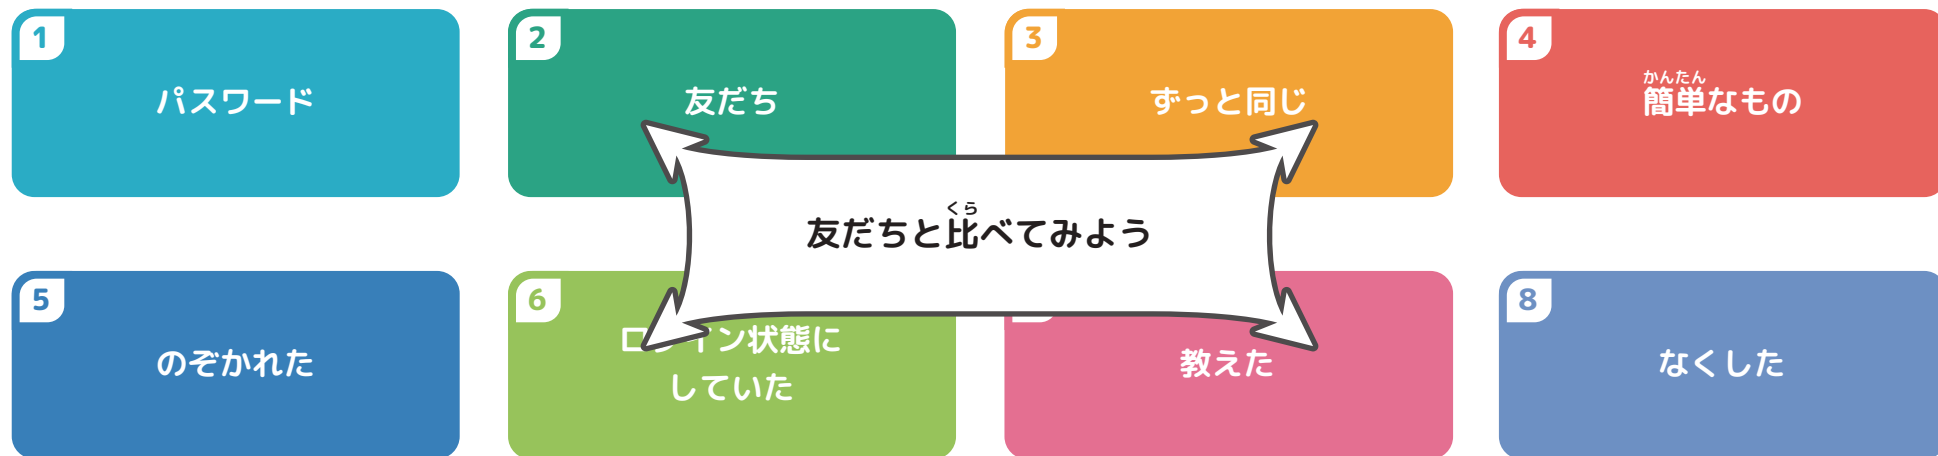 1
パスワード
2
友だち
3
ずっと同じ
4
かんたん
簡単なもの
くら
友だちと比べてみよう
5
のぞかれた
6
状態に
していた
教えた
8
なくした